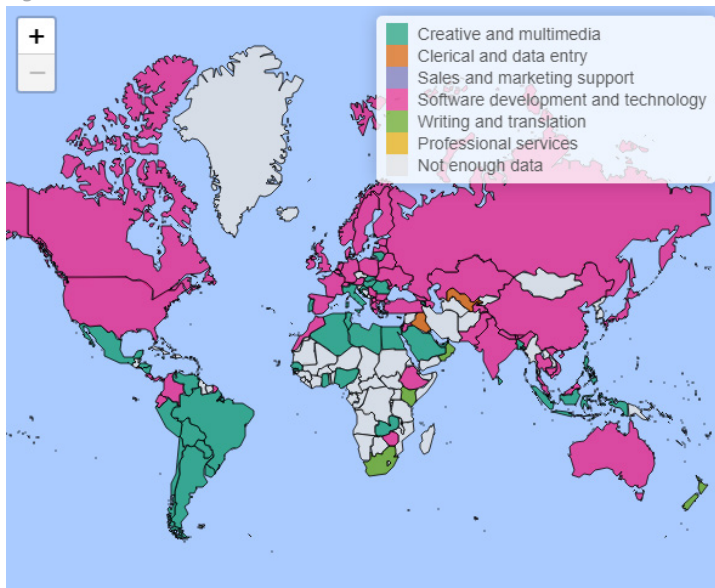 +
−
Creative and multimedia
Clerical and data entry
Sales and marketing support
Software development and technology
Writing and translation
Professional services
Not enough data